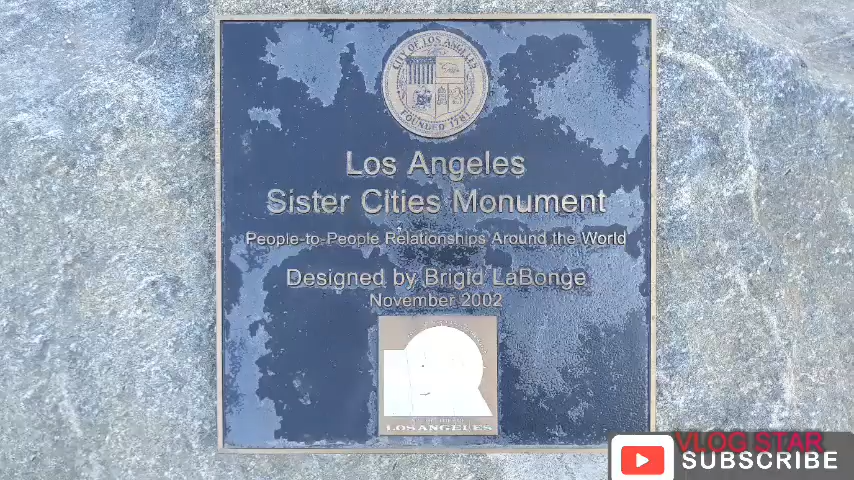 CITY OF LOS ANGELES
FOUNDED 1781
Los Angeles
Sister Cities Monument
People-to-People Relationships Around the World
Designed by Brigid LaBonge
November 2002
LOS ANGELES
VLOG STAR
SUBSCRIBE